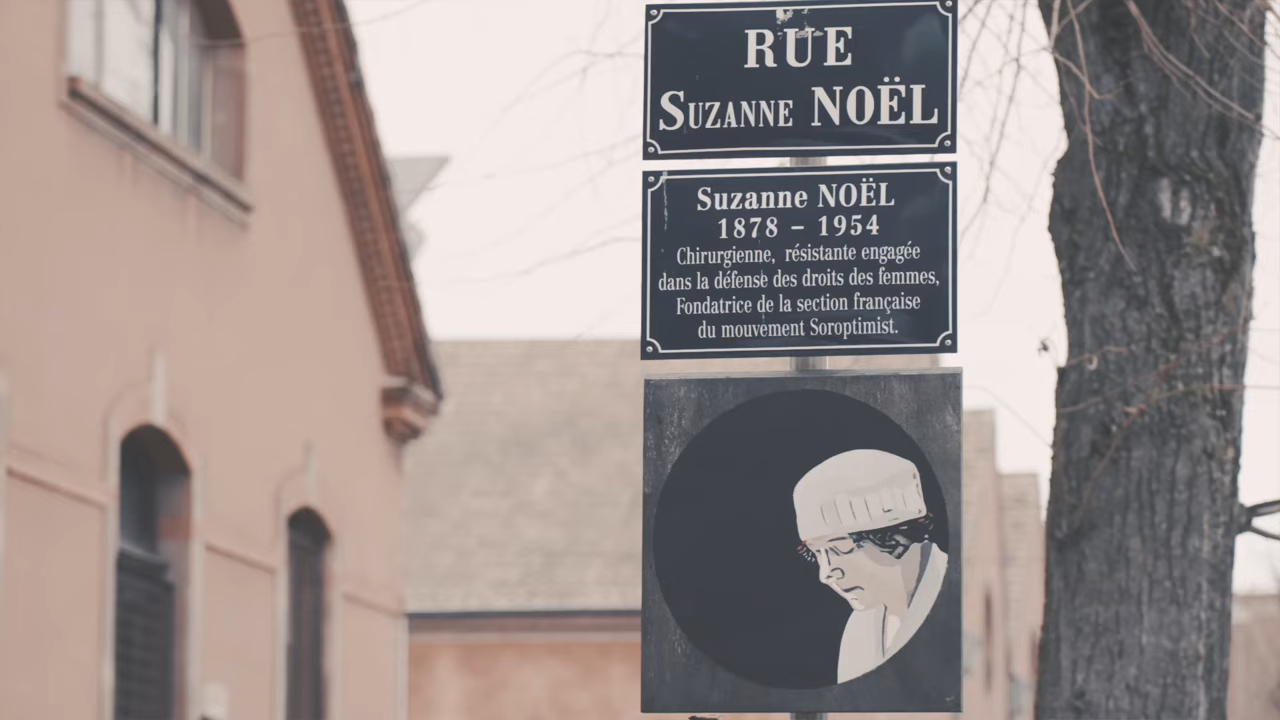 RUE
SUZANNE NOËL
Suzanne NOËL
1878 – 1954
Chirurgienne, résistante engagée
dans la défense des droits des femmes,
Fondatrice de la section française
du mouvement Soroptimist.